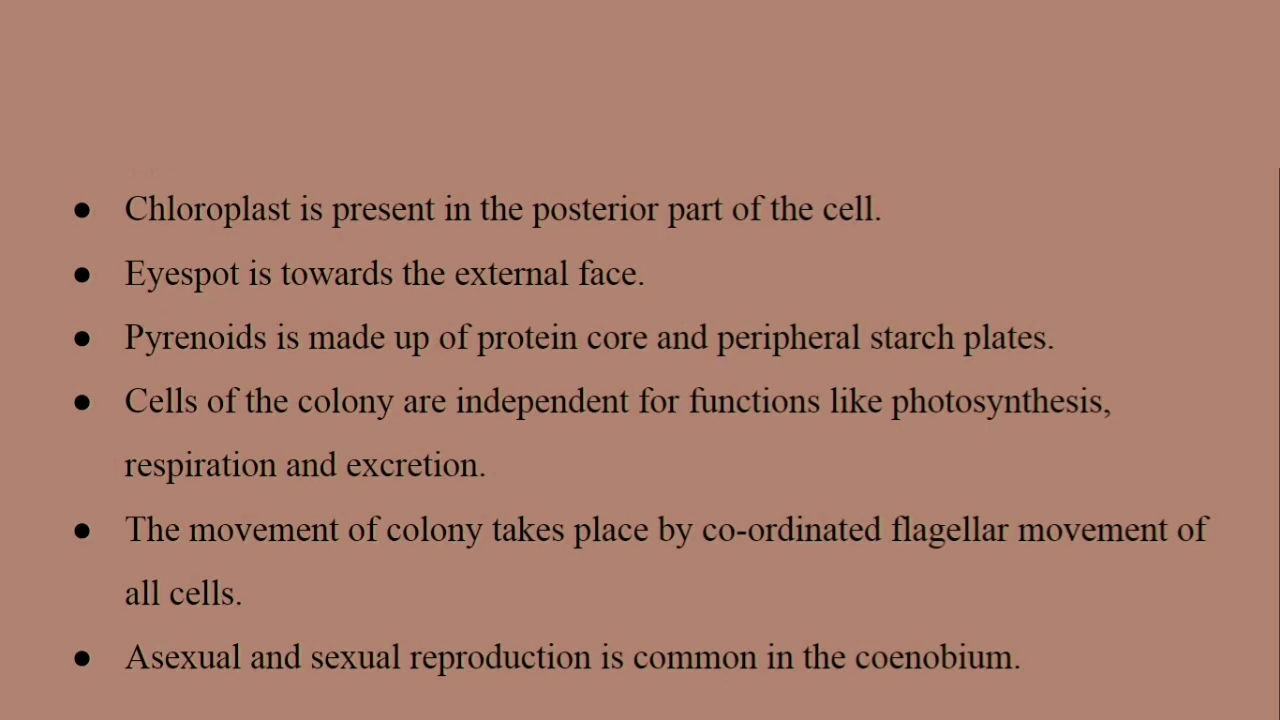 ● Chloroplast is present in the posterior part of the cell.
● Eyespot is towards the external face.
● Pyrenoids is made up of protein core and peripheral starch plates.
● Cells of the colony are independent for functions like photosynthesis,
respiration and excretion.
● The movement of colony takes place by co-ordinated flagellar movement of
all cells.
● Asexual and sexual reproduction is common in the coenobium.